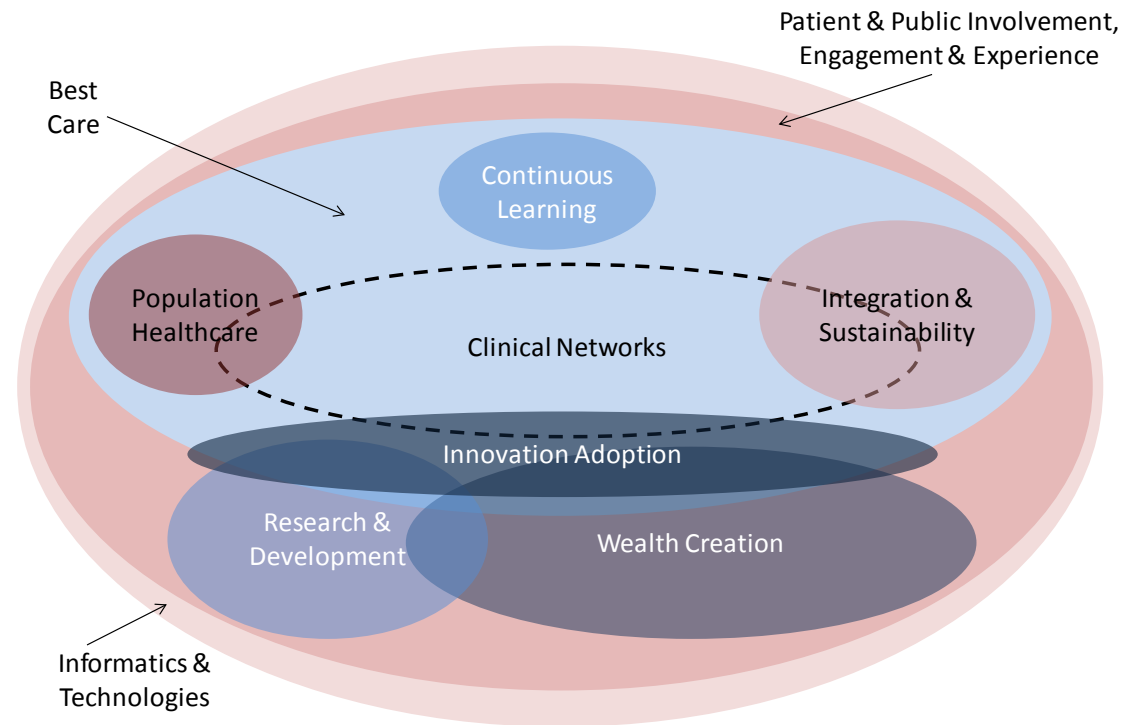 Patient & Public Involvement,
Engagement & Experience
Best
Care
Continuous
Learning
Population
Healthcare
Integration &
Sustainability
Clinical Networks
Innovation Adoption
Research &
Development
Wealth Creation
Informatics &
Technologies